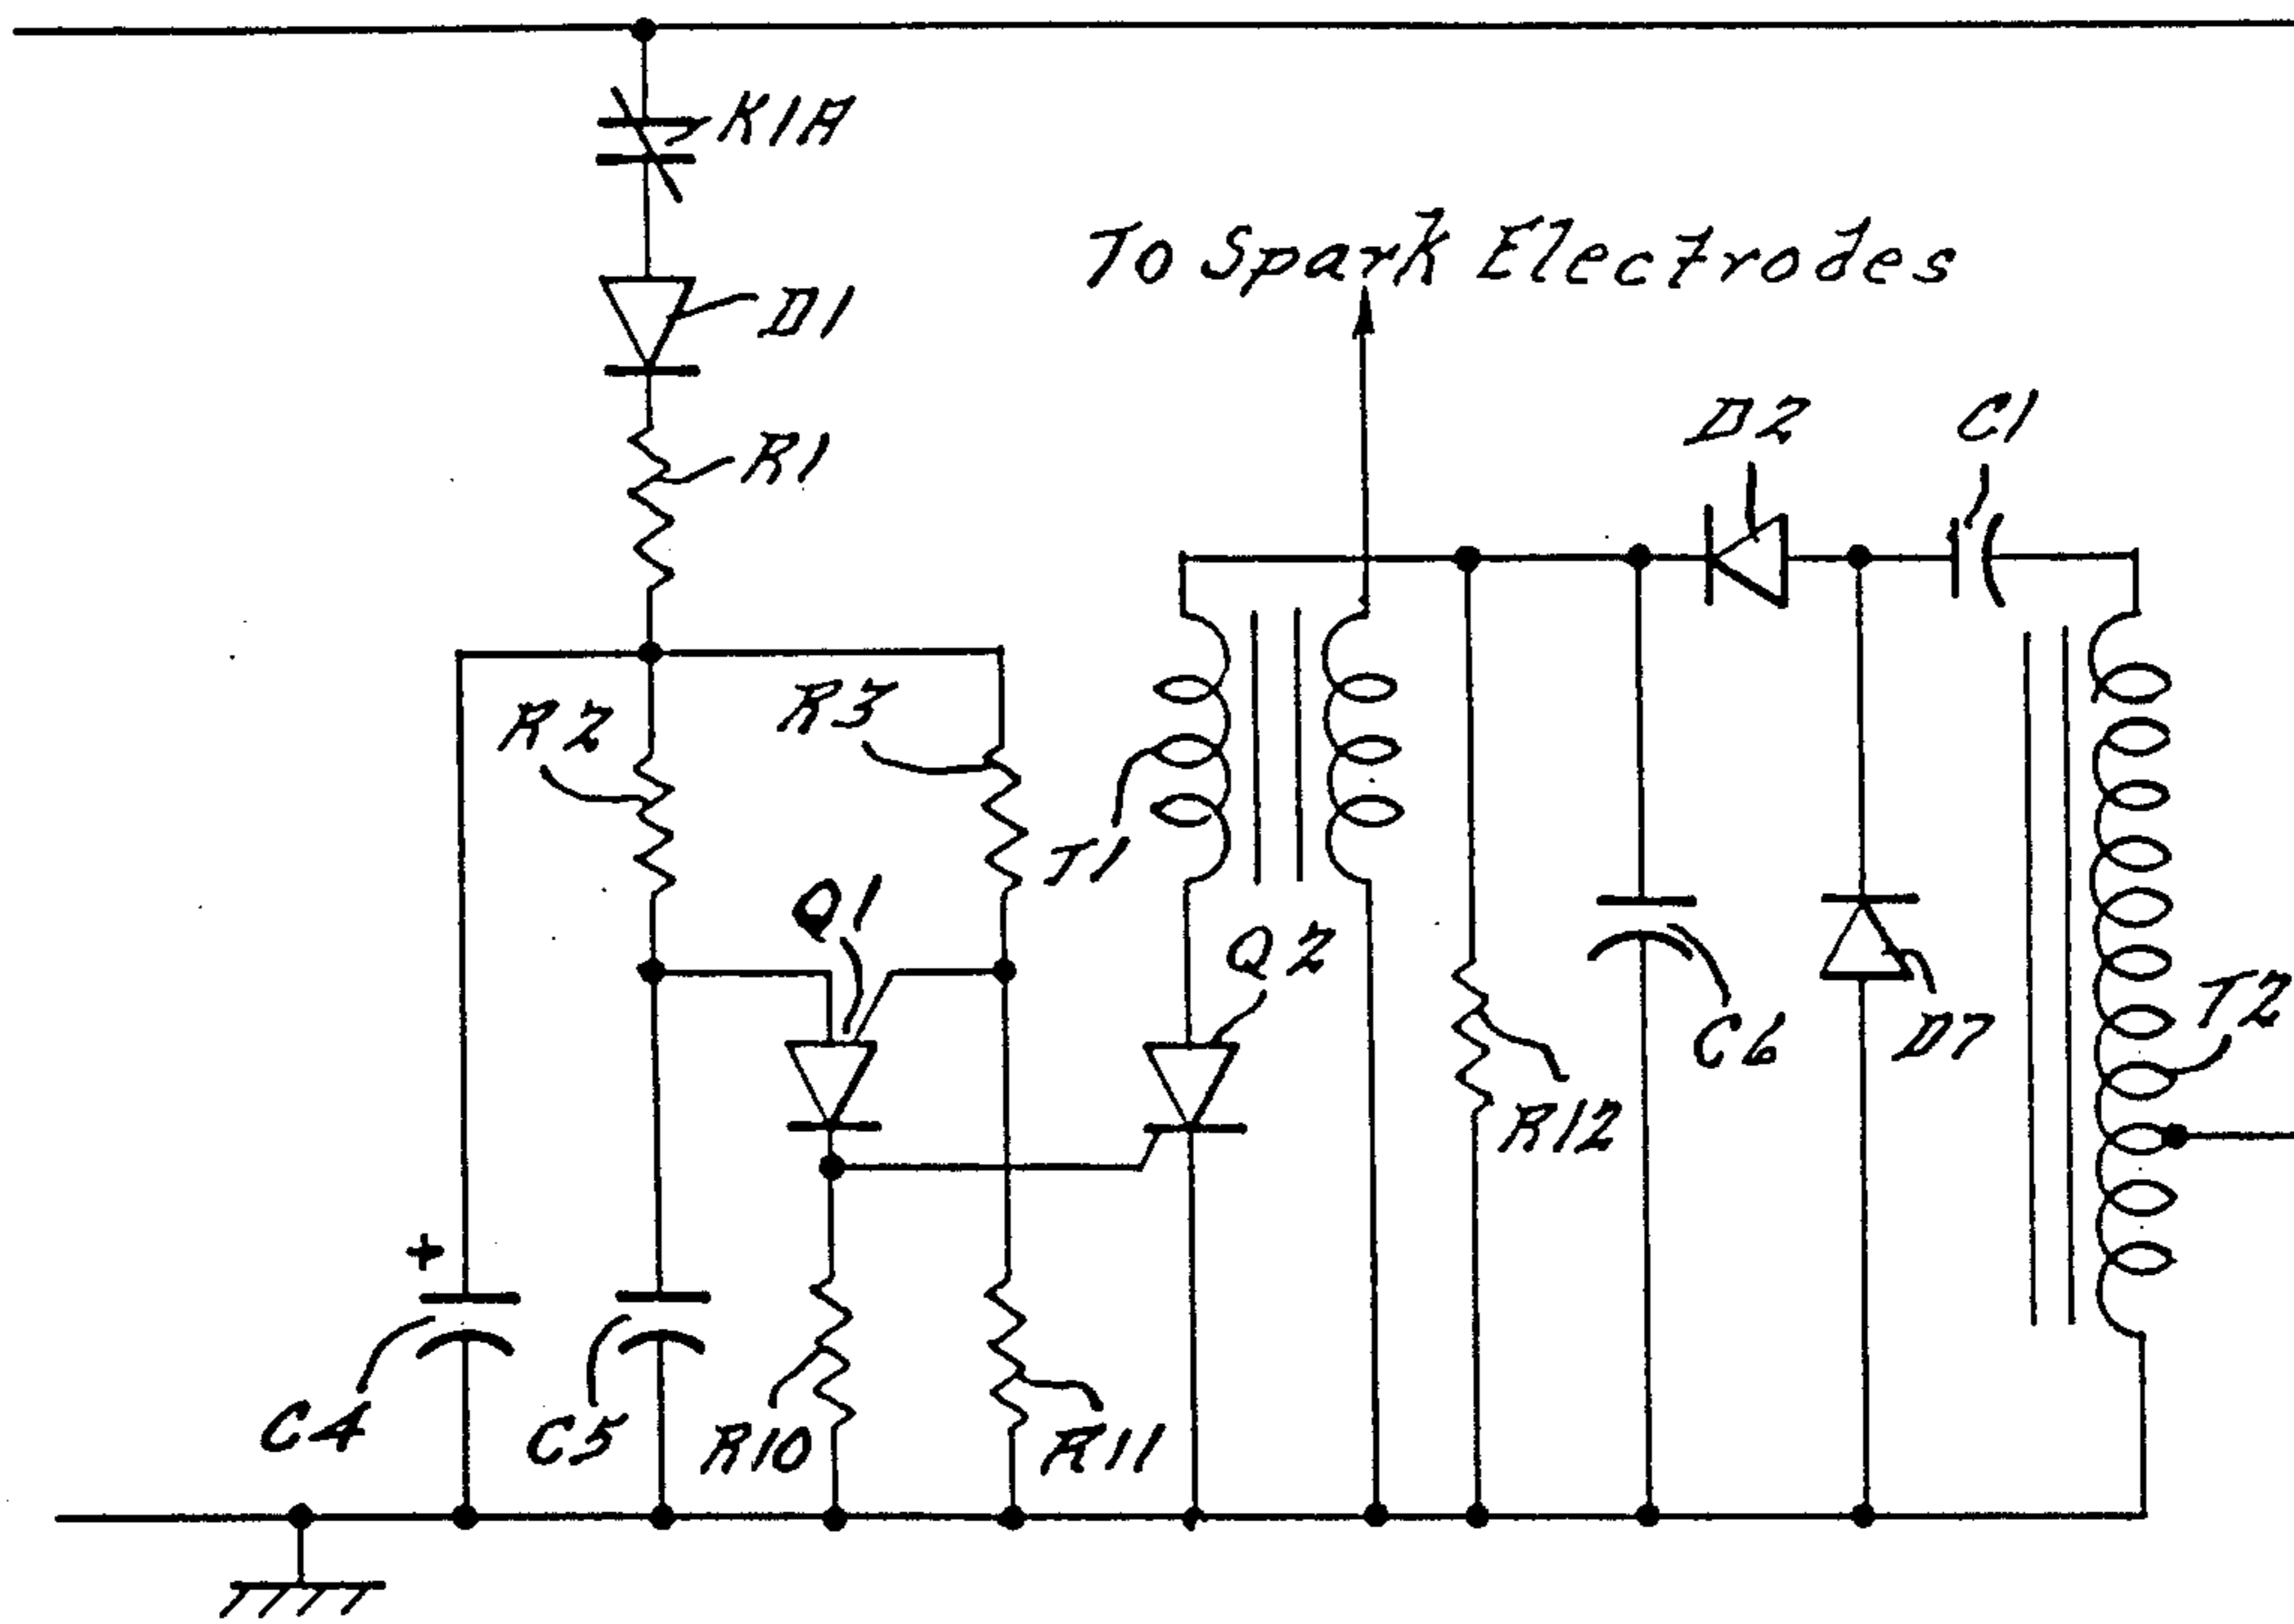 K1A
To Spark Electrodes
D1
D2
C1
R1
R2
R3
T1
Q1
Q2
T2
C6
D7
R12
+
C4
C5
R10
R11